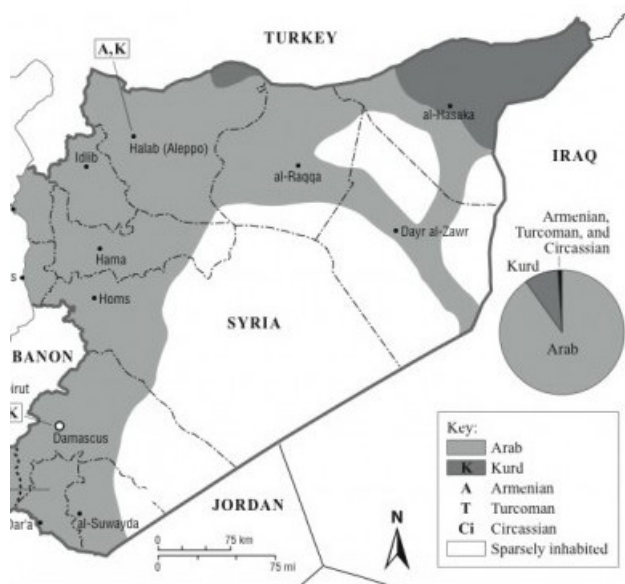 TURKEY
A,K
al-Hasaka
Halab (Aleppo)
Idlib
al-Raqqa
IRAQ
Armenian,
Turcoman, and
Circassian
Dayr al-Zawr
Hama
Kurd
Homs
SYRIA
Arab
BANON
irut
K
Damascus
Key:
Arab
K Kurd
A Armenian
T Turcoman
Ci Circassian
Sparsely inhabited
JORDAN
N
al-Suwayda
Dar'a
0 75 km
0 75 mi